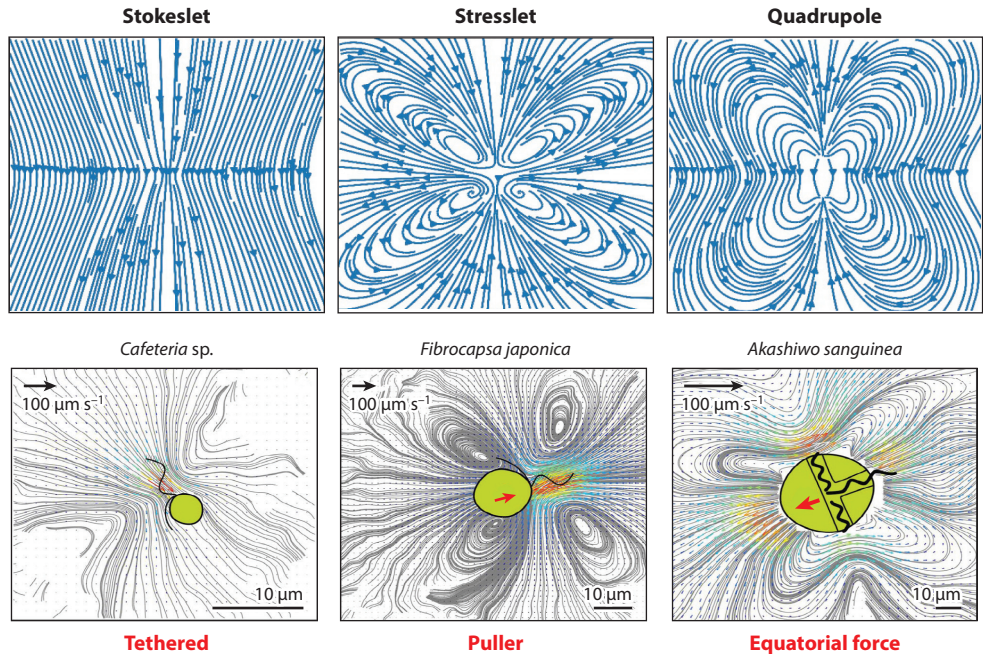 Stokeslet
Stresslet
Quadrupole
Cafeteria sp.
Fibrocapsa japonica
Akashiwo sanguinea
100 μm s⁻¹
100 μm s⁻¹
100 μm s⁻¹
10 μm
10 μm
10 μm
Tethered
Puller
Equatorial force